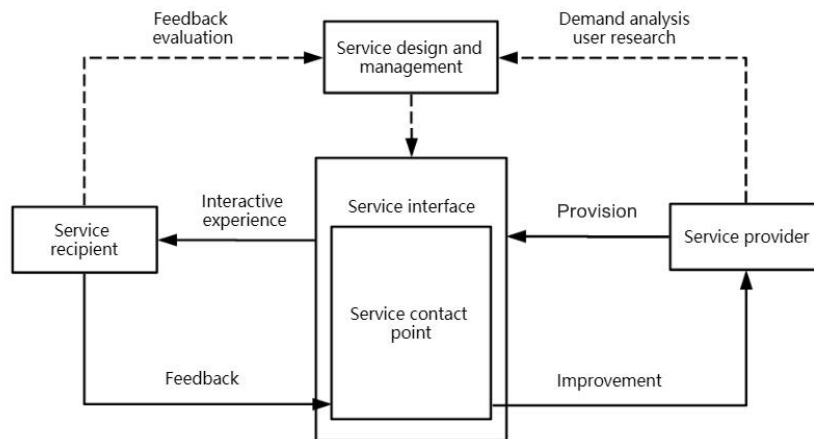 Feedback
evaluation
Service design and
management
Demand analysis
user research
Service
recipient
Interactive
experience
Service interface
Provision
Service provider
Service contact
point
Feedback
Improvement